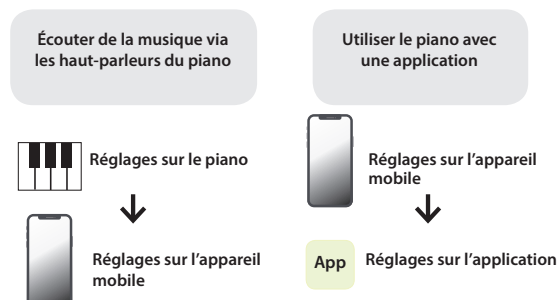 Écouter de la musique via
les haut-parleurs du piano
Réglages sur le piano
Réglages sur l'appareil
mobile
Utiliser le piano avec
une application
Réglages sur l'appareil
mobile
App
Réglages sur l'application